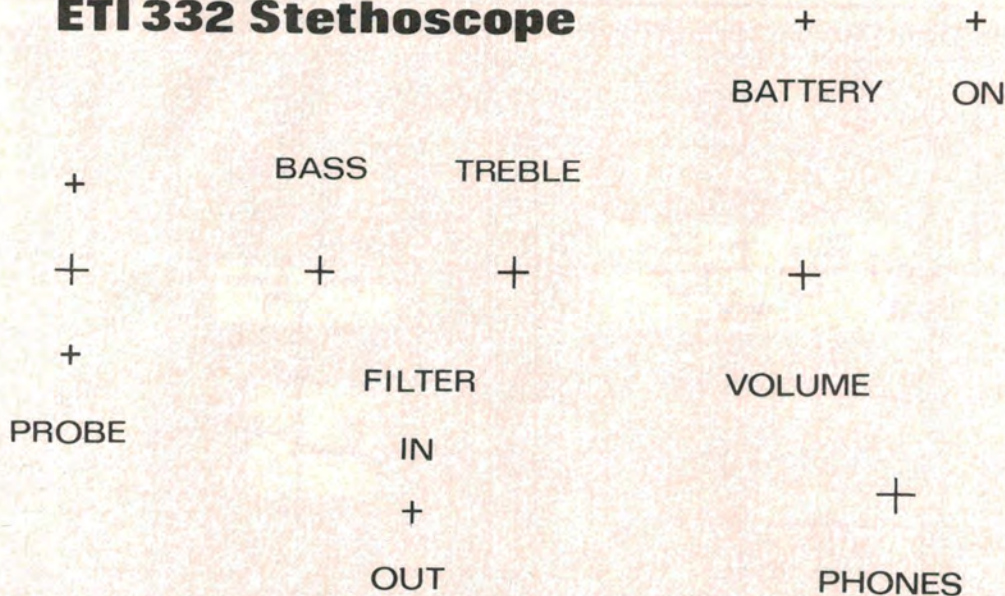 ETI 332 Stethoscope
BATTERY ON
BASS TREBLE
FILTER
VOLUME
PROBE
IN
OUT
PHONES